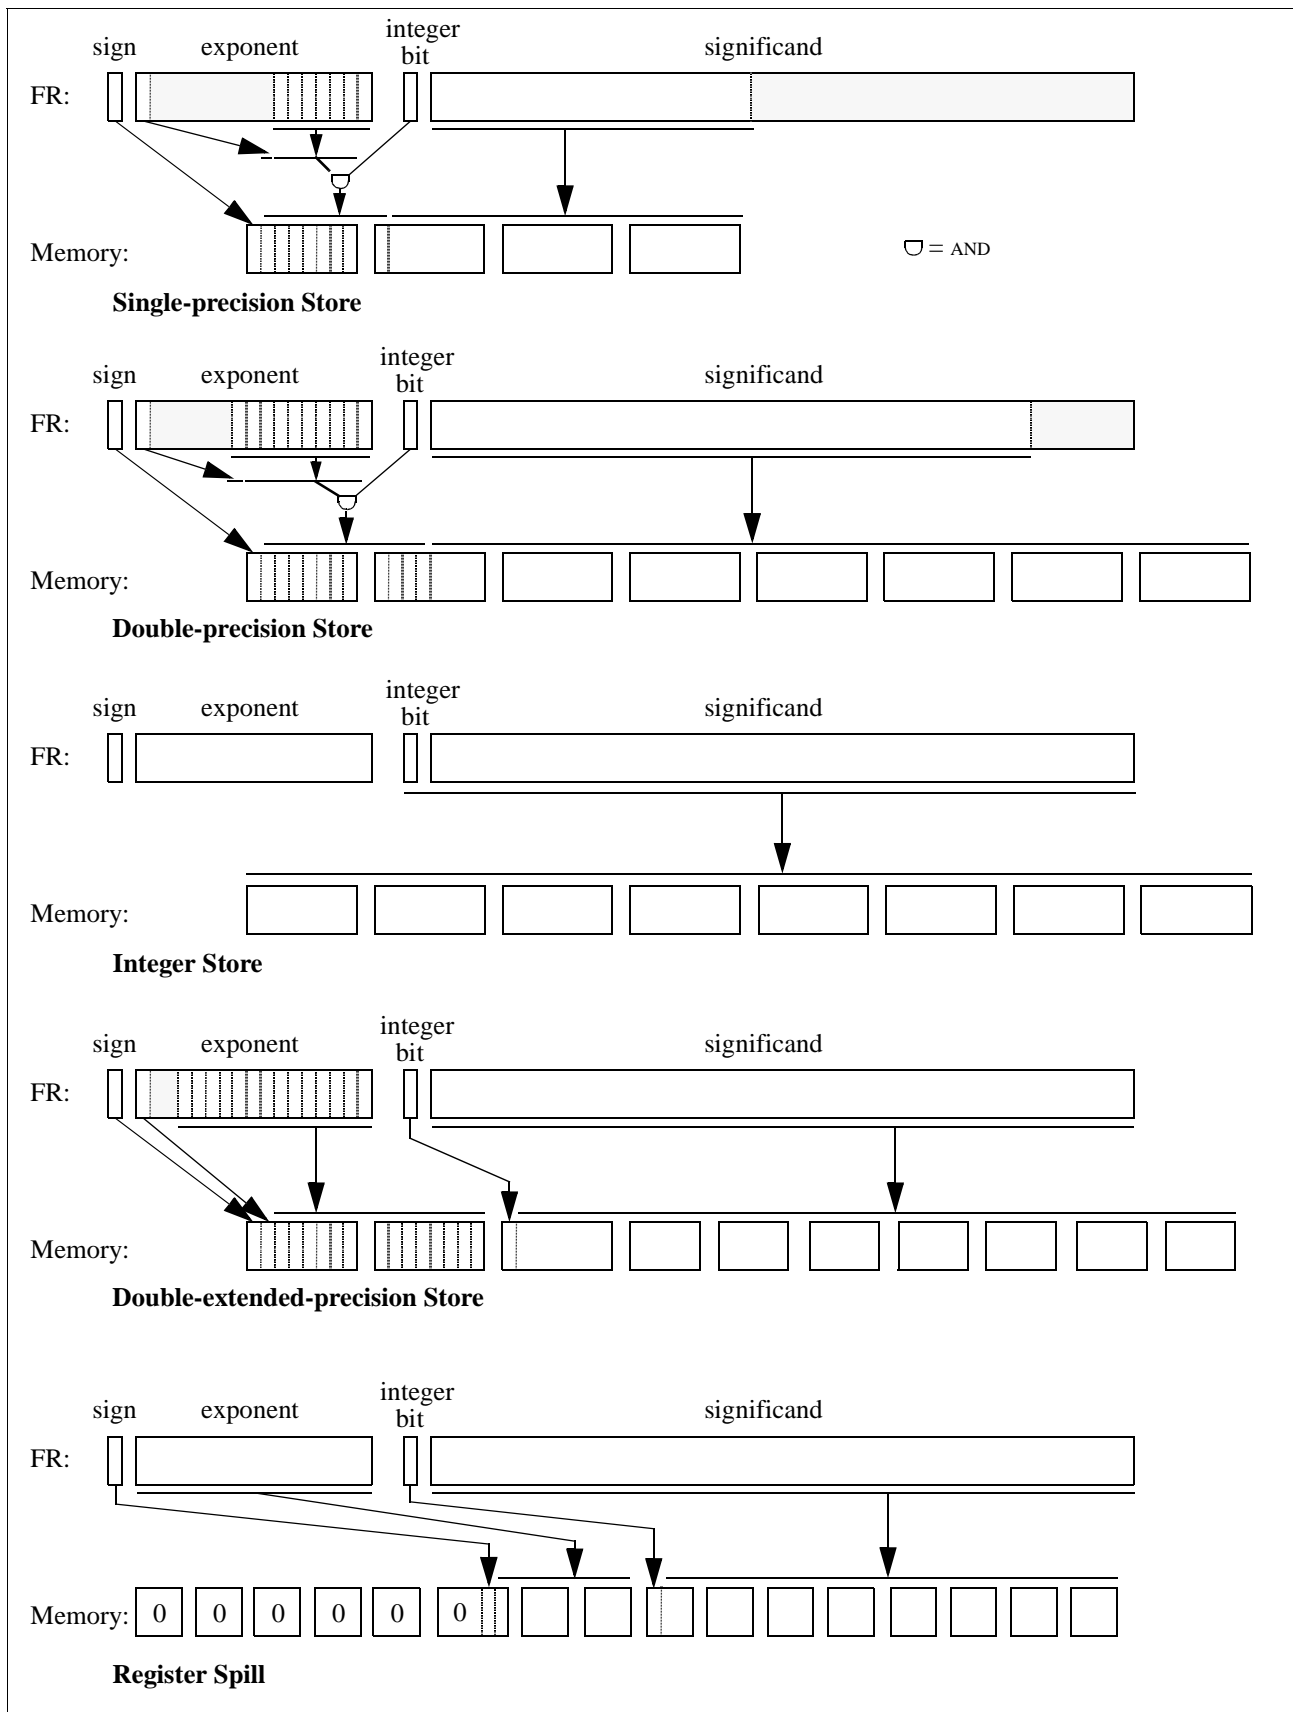 integer
sign exponent bit significand
FR:
Memory:
= AND
Single-precision Store
integer
sign exponent bit significand
FR:
Memory:
Double-precision Store
integer
sign exponent bit significand
FR:
Memory:
Integer Store
integer
sign exponent bit significand
FR:
Memory:
Double-extended-precision Store
integer
sign exponent bit significand
FR:
Memory: 0 0 0 0 0 0
Register Spill